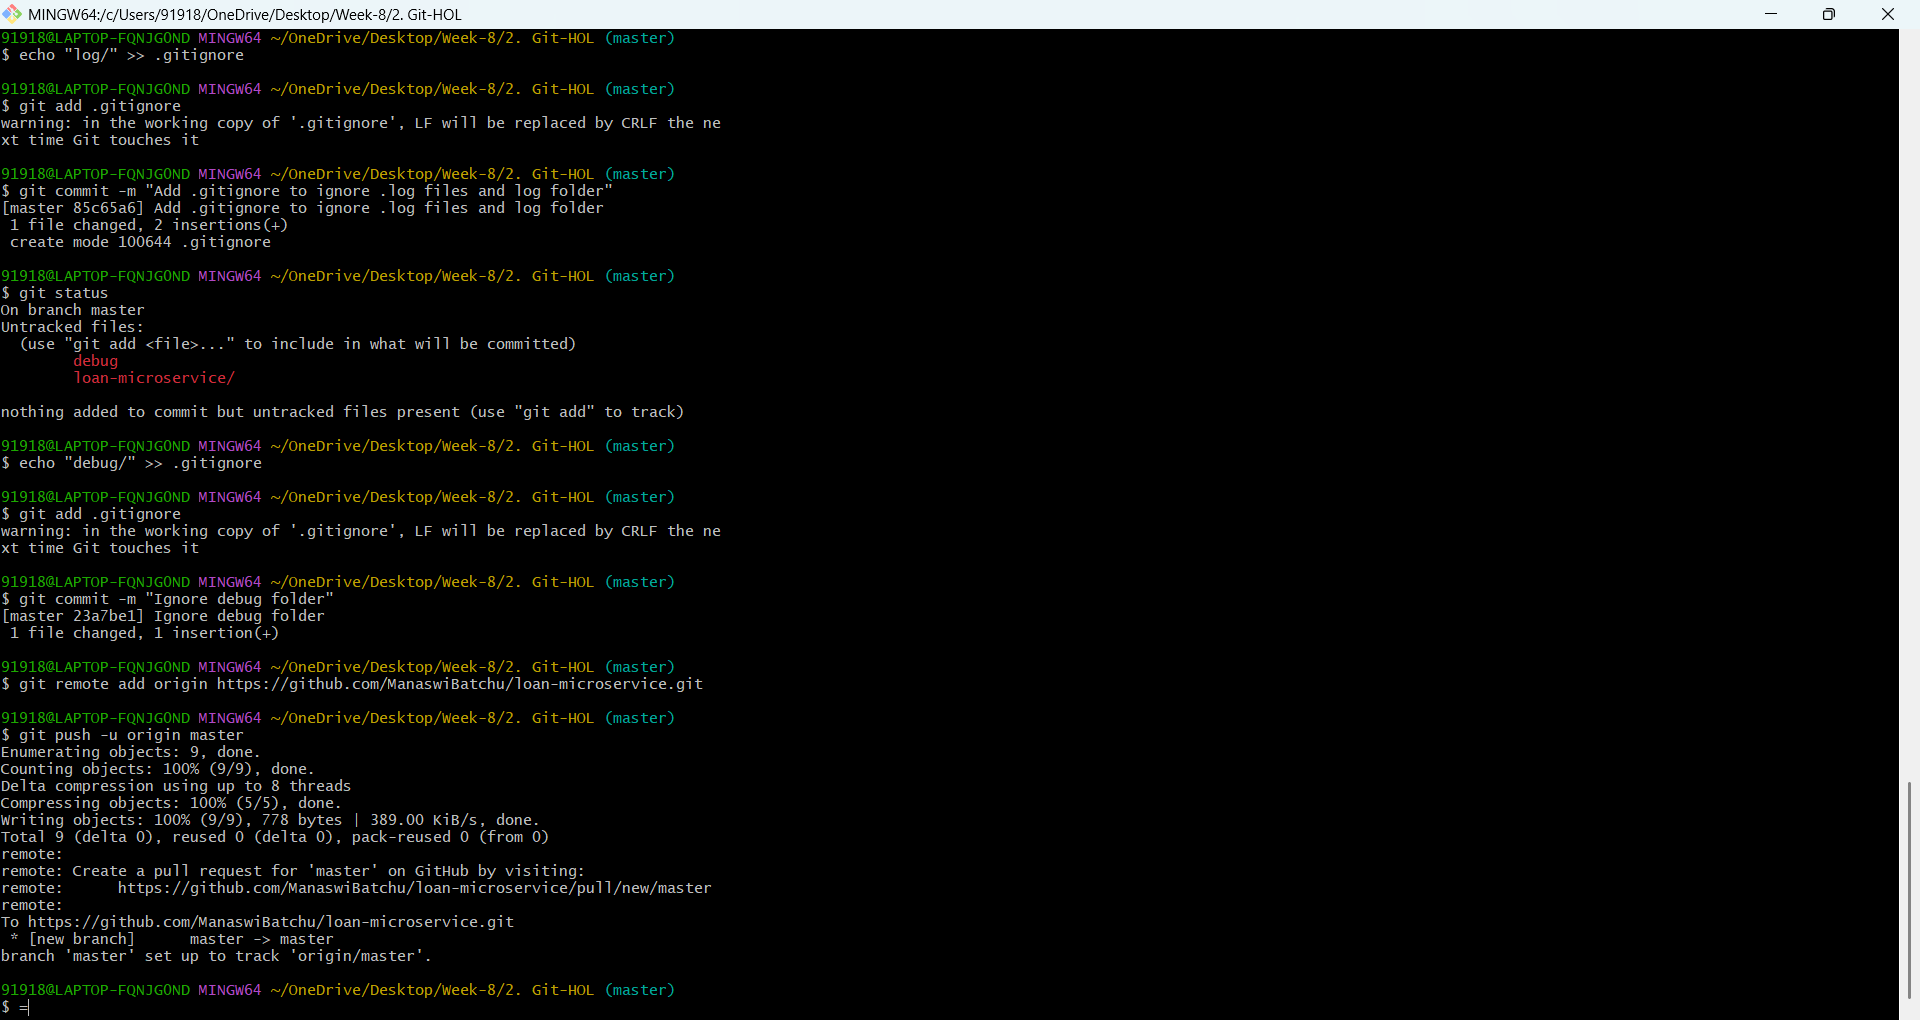 MINGW64:/c/Users/91918/OneDrive/Desktop/Week-8/2. Git-HOL
91918@LAPTOP-FQNJGOND MINGW64 ~/OneDrive/Desktop/Week-8/2. Git-HOL (master)
$ echo "log/" >> .gitignore
91918@LAPTOP-FQNJGOND MINGW64 ~/OneDrive/Desktop/Week-8/2. Git-HOL (master)
$ git add .gitignore
warning: in the working copy of '.gitignore', LF will be replaced by CRLF the ne
xt time Git touches it
91918@LAPTOP-FQNJGOND MINGW64 ~/OneDrive/Desktop/Week-8/2. Git-HOL (master)
$ git commit -m "Add .gitignore to ignore .log files and log folder"
[master 85c65a6] Add .gitignore to ignore .log files and log folder
 1 file changed, 2 insertions(+)
 create mode 100644 .gitignore
91918@LAPTOP-FQNJGOND MINGW64 ~/OneDrive/Desktop/Week-8/2. Git-HOL (master)
$ git status
On branch master
Untracked files:
  (use "git add <file>..." to include in what will be committed)
        debug
        loan-microservice/
nothing added to commit but untracked files present (use "git add" to track)
91918@LAPTOP-FQNJGOND MINGW64 ~/OneDrive/Desktop/Week-8/2. Git-HOL (master)
$ echo "debug/" >> .gitignore
91918@LAPTOP-FQNJGOND MINGW64 ~/OneDrive/Desktop/Week-8/2. Git-HOL (master)
$ git add .gitignore
warning: in the working copy of '.gitignore', LF will be replaced by CRLF the ne
xt time Git touches it
91918@LAPTOP-FQNJGOND MINGW64 ~/OneDrive/Desktop/Week-8/2. Git-HOL (master)
$ git commit -m "Ignore debug folder"
[master 23a7be1] Ignore debug folder
 1 file changed, 1 insertion(+)
91918@LAPTOP-FQNJGOND MINGW64 ~/OneDrive/Desktop/Week-8/2. Git-HOL (master)
$ git remote add origin https://github.com/ManaswiBatchu/loan-microservice.git
91918@LAPTOP-FQNJGOND MINGW64 ~/OneDrive/Desktop/Week-8/2. Git-HOL (master)
$ git push -u origin master
Enumerating objects: 9, done.
Counting objects: 100% (9/9), done.
Delta compression using up to 8 threads
Compressing objects: 100% (5/5), done.
Writing objects: 100% (9/9), 778 bytes | 389.00 KiB/s, done.
Total 9 (delta 0), reused 0 (delta 0), pack-reused 0 (from 0)
remote:
remote: Create a pull request for 'master' on GitHub by visiting:
remote:      https://github.com/ManaswiBatchu/loan-microservice/pull/new/master
remote:
To https://github.com/ManaswiBatchu/loan-microservice.git
 * [new branch]      master -> master
branch 'master' set up to track 'origin/master'.
91918@LAPTOP-FQNJGOND MINGW64 ~/OneDrive/Desktop/Week-8/2. Git-HOL (master)
$ =